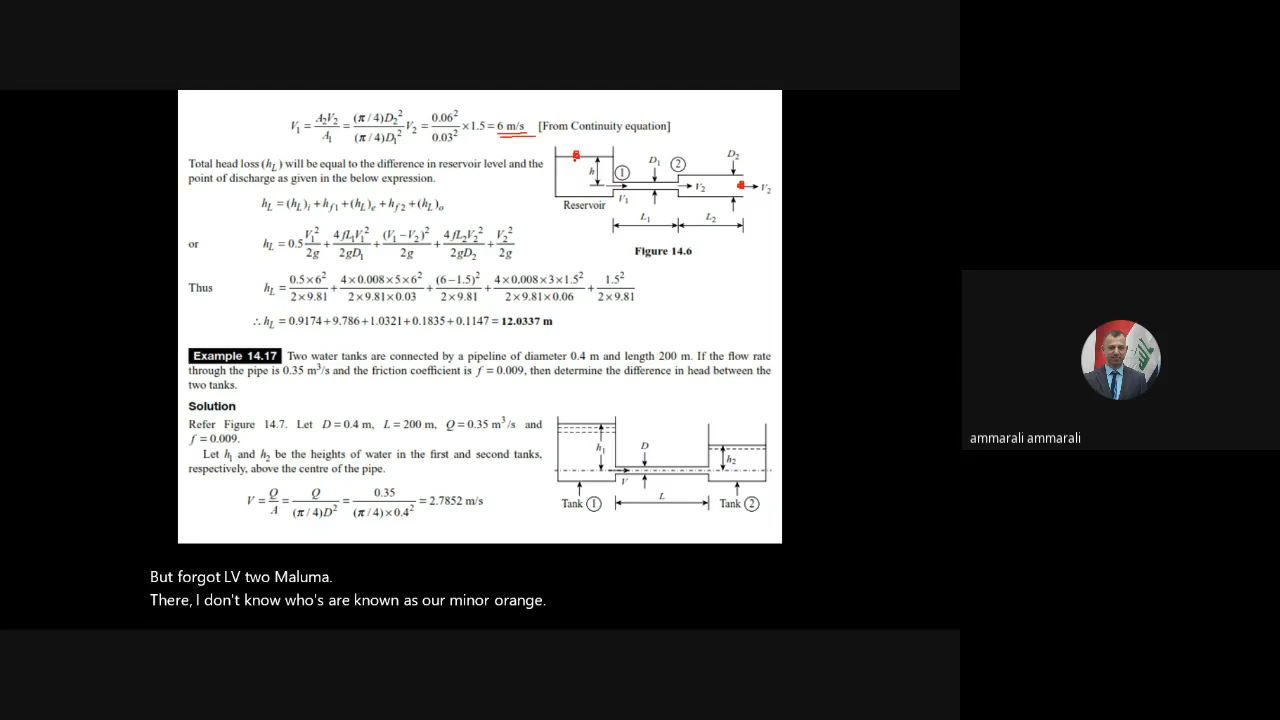 V₁ = A₂V₂/A₁ = (π/4)D₂²/(π/4)D₁² V₂ = 0.06²/0.03² × 1.5 = 6 m/s [From Continuity equation]
Total head loss (h_L) will be equal to the difference in reservoir level and the
point of discharge as given in the below expression.
h_L = (h_L)ᵢ + h_f1 + (h_L)ₑ + h_f2 + (h_L)ₒ
or h_L = 0.5 V₁²/2g + 4fL₁V₁²/2gD₁ + (V₁ − V₂)²/2g + 4fL₂V₂²/2gD₂ + V₂²/2g
Thus h_L = 0.5×6²/2×9.81 + 4×0.008×5×6²/2×9.81×0.03 + (6−1.5)²/2×9.81 + 4×0.008×3×1.5²/2×9.81×0.06 + 1.5²/2×9.81
∴ h_L = 0.9174 + 9.786 + 1.0321 + 0.1835 + 0.1147 = 12.0337 m
h
1
D₁
2
D₂
V₁
V₂
V₂
Reservoir
L₁
L₂
Figure 14.6
Example 14.17 Two water tanks are connected by a pipeline of diameter 0.4 m and length 200 m. If the flow rate
through the pipe is 0.35 m³/s and the friction coefficient is f = 0.009, then determine the difference in head between the
two tanks.
Solution
Refer Figure 14.7. Let D = 0.4 m, L = 200 m, Q = 0.35 m³/s and
f = 0.009.
Let h₁ and h₂ be the heights of water in the first and second tanks,
respectively, above the centre of the pipe.
V = Q/A = Q/(π/4)D² = 0.35/(π/4)×0.4² = 2.7852 m/s
h₁
D
h₂
V
Tank 1
L
Tank 2
ammarali ammarali
But forgot LV two Maluma.
There, I don't know who's are known as our minor orange.